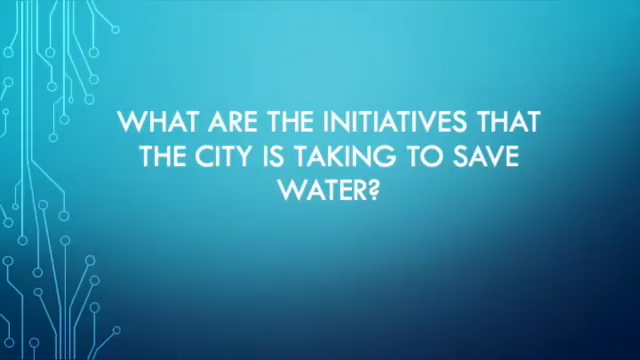 WHAT ARE THE INITIATIVES THAT
THE CITY IS TAKING TO SAVE
WATER?